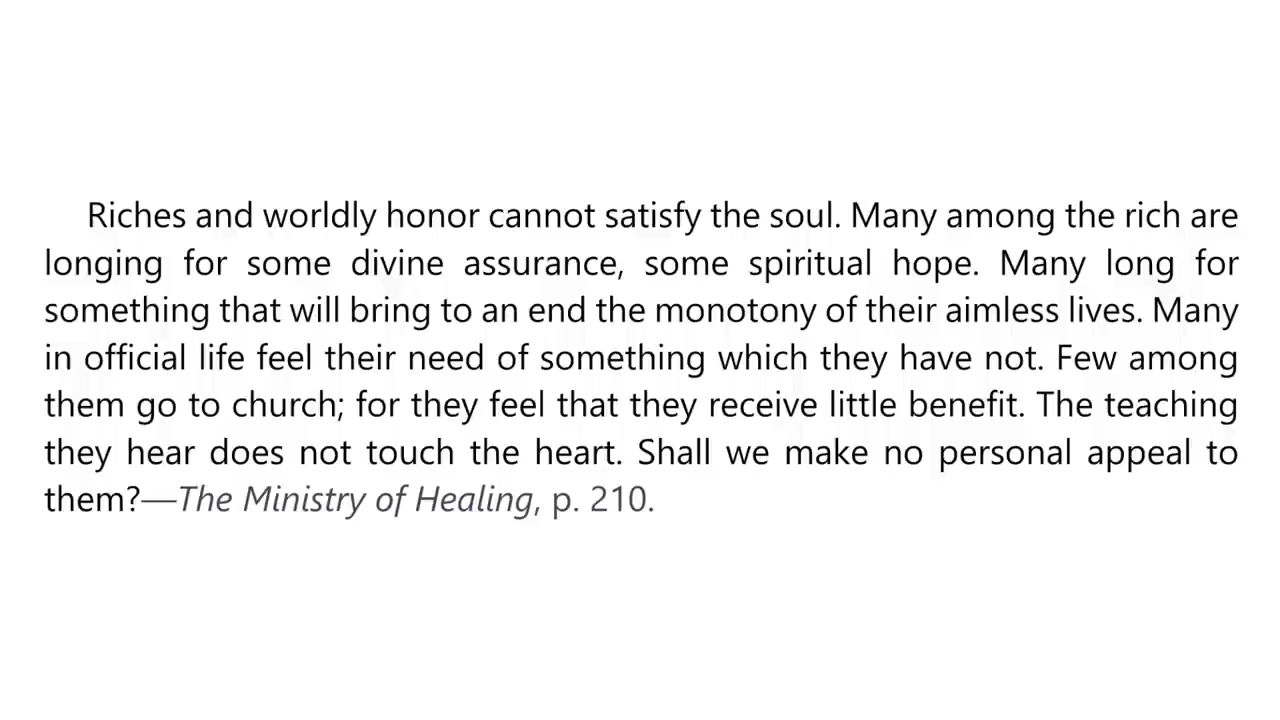 Riches and worldly honor cannot satisfy the soul. Many among the rich are
longing for some divine assurance, some spiritual hope. Many long for
something that will bring to an end the monotony of their aimless lives. Many
in official life feel their need of something which they have not. Few among
them go to church; for they feel that they receive little benefit. The teaching
they hear does not touch the heart. Shall we make no personal appeal to
them?—The Ministry of Healing, p. 210.